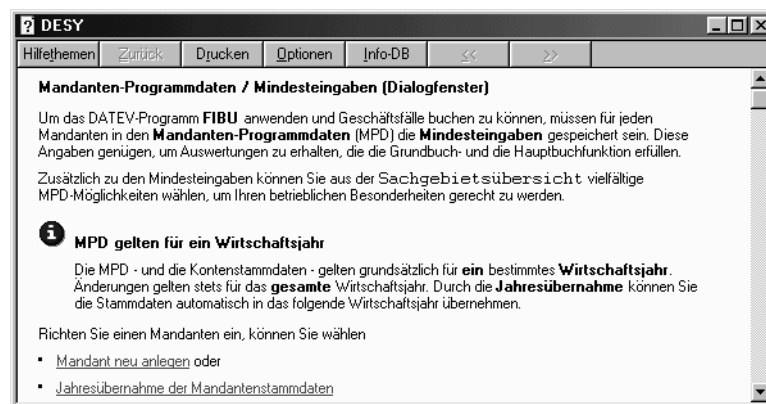 ? DESY
Hilfethemen Zurück Drucken Optionen Info-DB << >>
Mandanten-Programmdaten / Mindesteingaben (Dialogfenster)
Um das DATEV-Programm FIBU anwenden und Geschäftsfälle buchen zu können, müssen für jeden
Mandanten in den Mandanten-Programmdaten (MPD) die Mindesteingaben gespeichert sein. Diese
Angaben genügen, um Auswertungen zu erhalten, die die Grundbuch- und die Hauptbuchfunktion erfüllen.
Zusätzlich zu den Mindesteingaben können Sie aus der Sachgebietsübersicht vielfältige
MPD-Möglichkeiten wählen, um Ihren betrieblichen Besonderheiten gerecht zu werden.
i MPD gelten für ein Wirtschaftsjahr
Die MPD - und die Kontenstammdaten - gelten grundsätzlich für ein bestimmtes Wirtschaftsjahr.
Änderungen gelten stets für das gesamte Wirtschaftsjahr. Durch die Jahresübernahme können Sie
die Stammdaten automatisch in das folgende Wirtschaftsjahr übernehmen.
Richten Sie einen Mandanten ein, können Sie wählen
▪ Mandant neu anlegen oder
▪ Jahresübernahme der Mandantenstammdaten